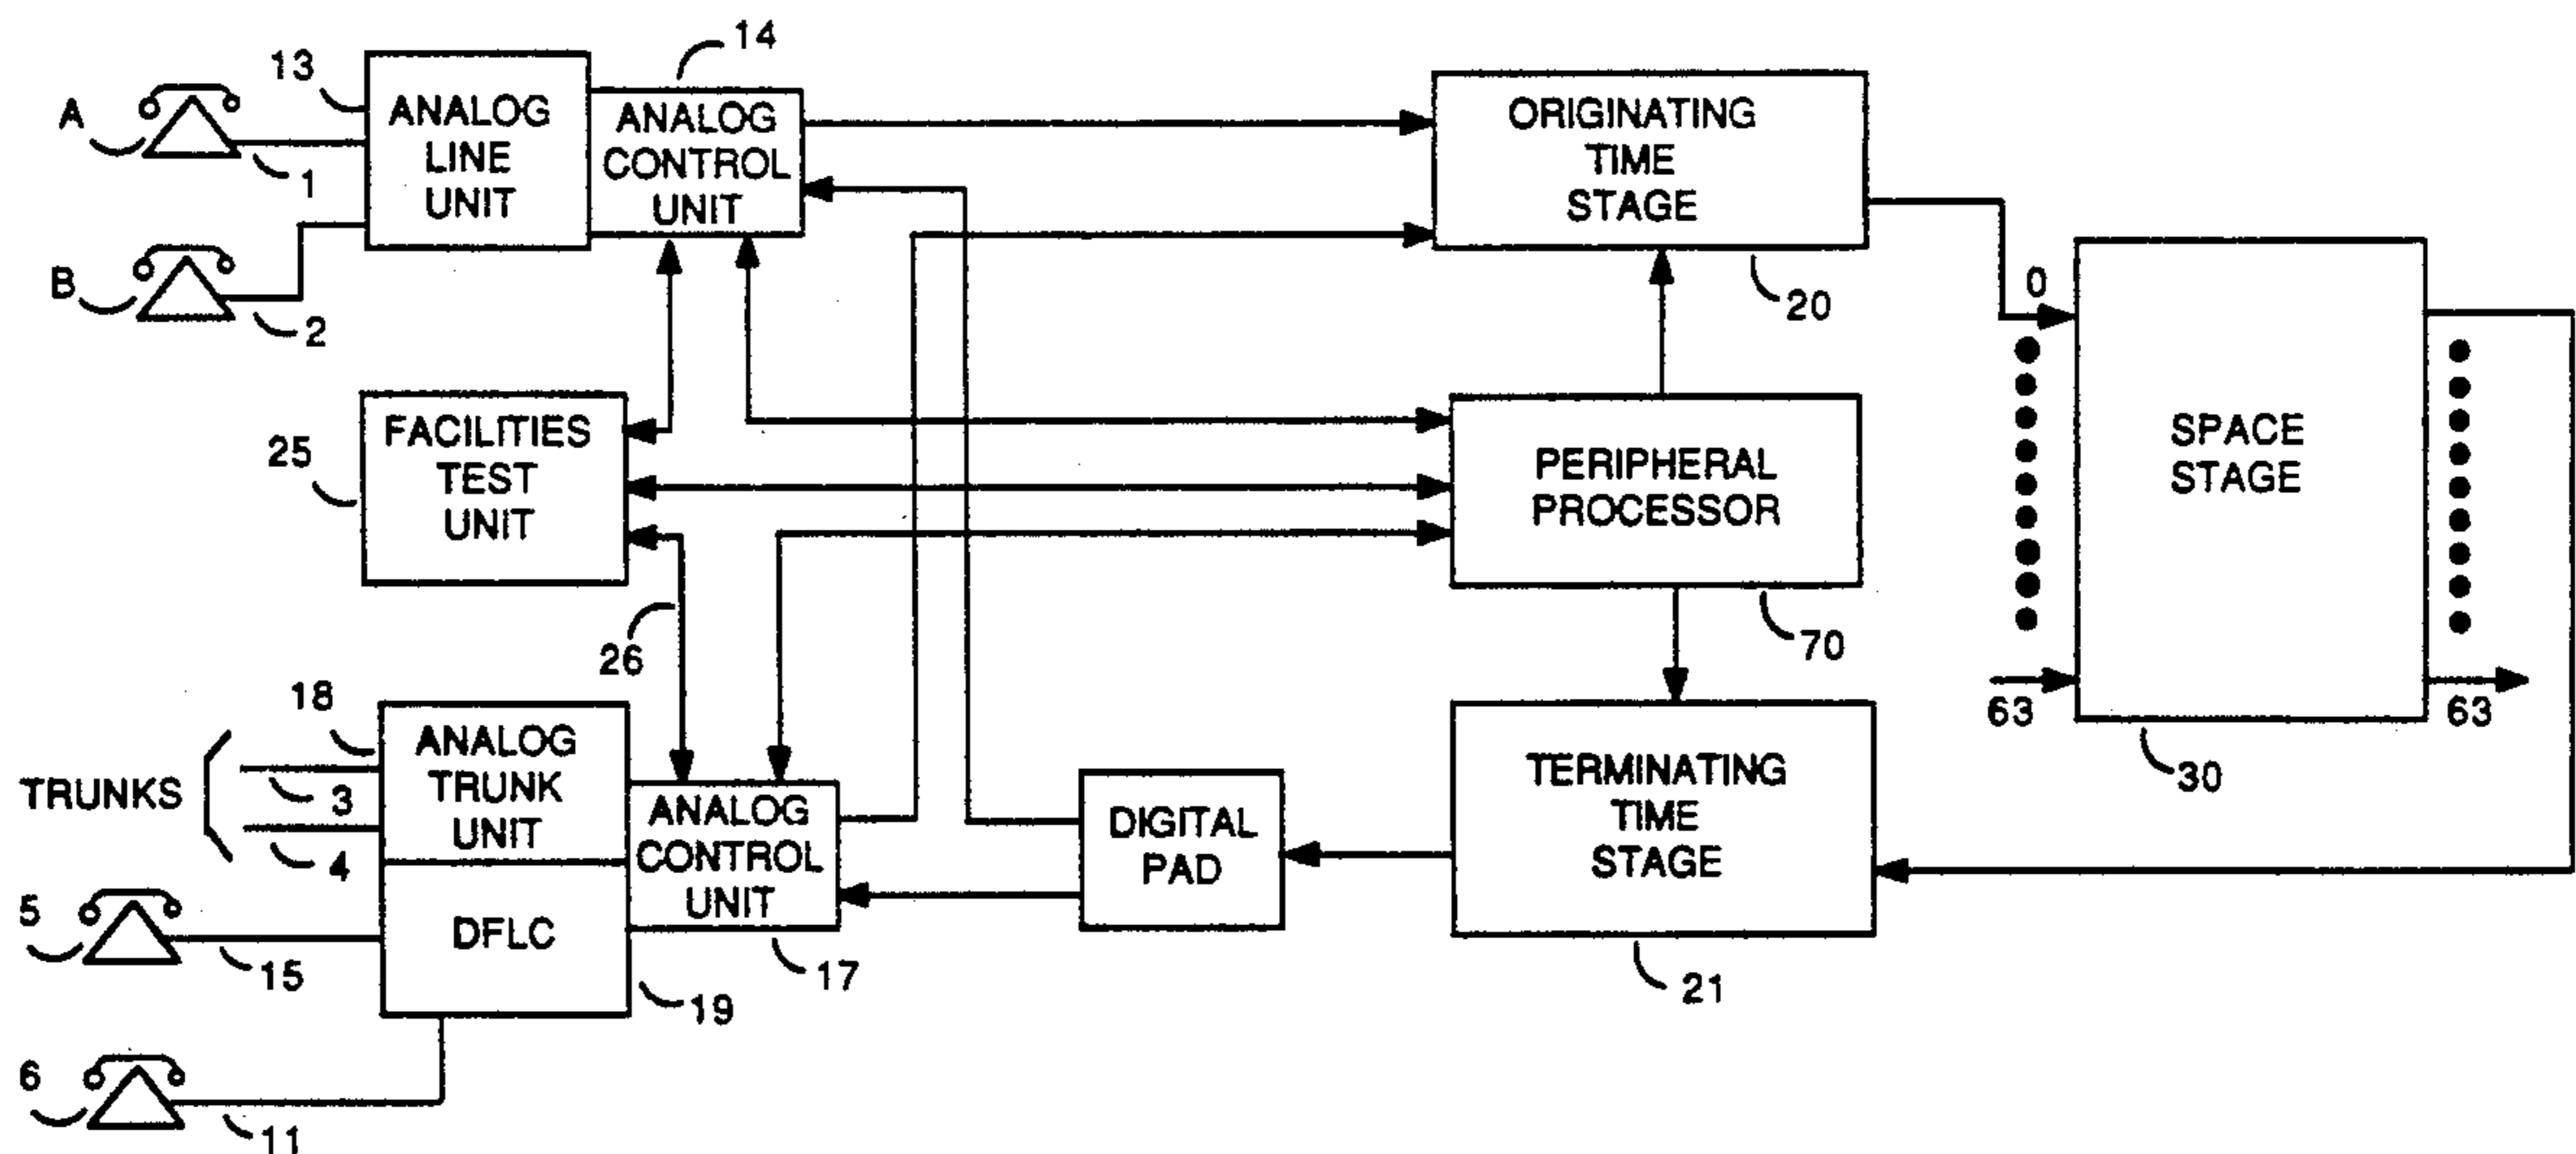 14
13
A
ANALOG
LINE
UNIT
ANALOG
CONTROL
UNIT
1
B
2
ORIGINATING
TIME
STAGE
20
0
SPACE
STAGE
63
63
30
25
FACILITIES
TEST
UNIT
26
PERIPHERAL
PROCESSOR
70
18
TRUNKS
3
4
ANALOG
TRUNK
UNIT
ANALOG
CONTROL
UNIT
17
DIGITAL
PAD
TERMINATING
TIME
STAGE
21
5
15
DFLC
19
6
11